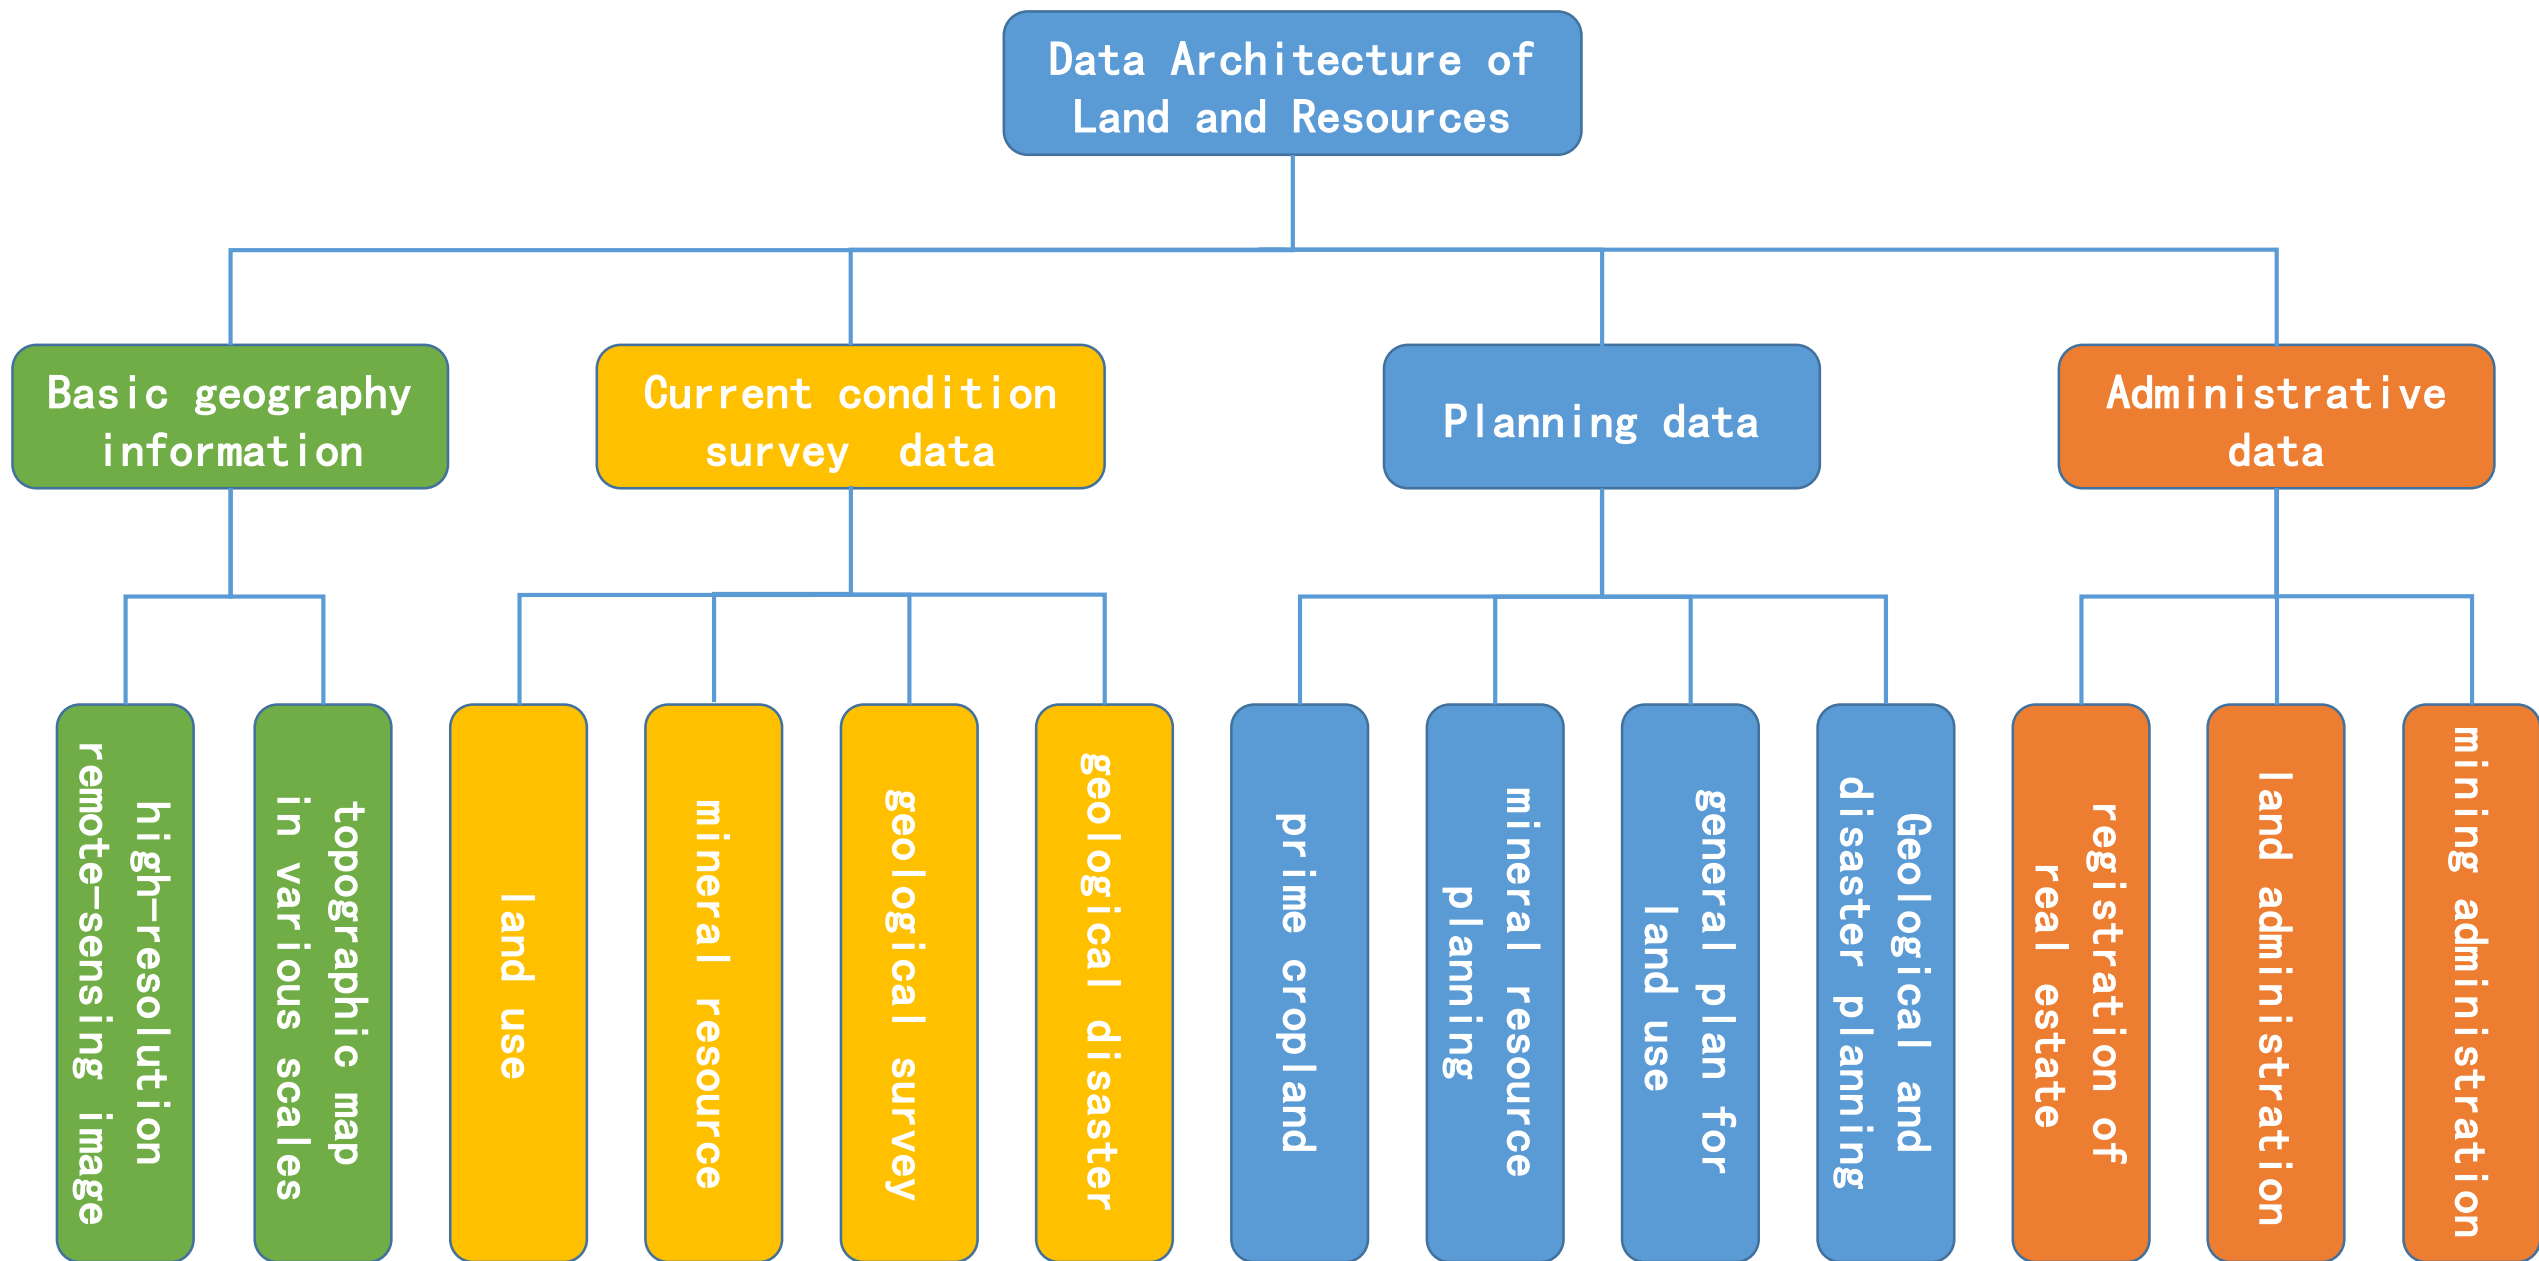 Data Architecture of
Land and Resources
Basic geography
information
Current condition
survey data
Planning data
Administrative
data
high-resolution
remote-sensing image
topographic map
in various scales
land use
mineral resource
geological survey
geological disaster
prime cropland
mineral resource
planning
general plan for
land use
Geological and
disaster planning
registration of
real estate
land administration
mining administration